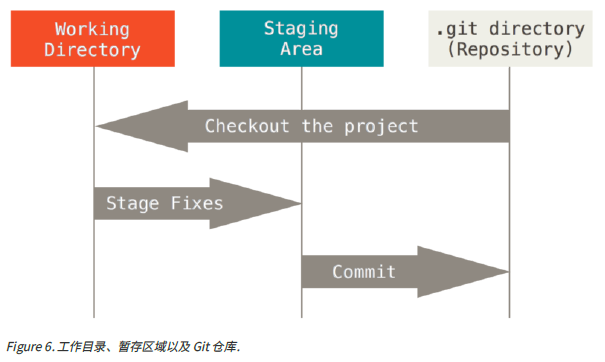 Working
Directory
Staging
Area
.git directory
(Repository)
Checkout the project
Stage Fixes
Commit
Figure 6. 工作目录、暂存区域以及 Git 仓库.